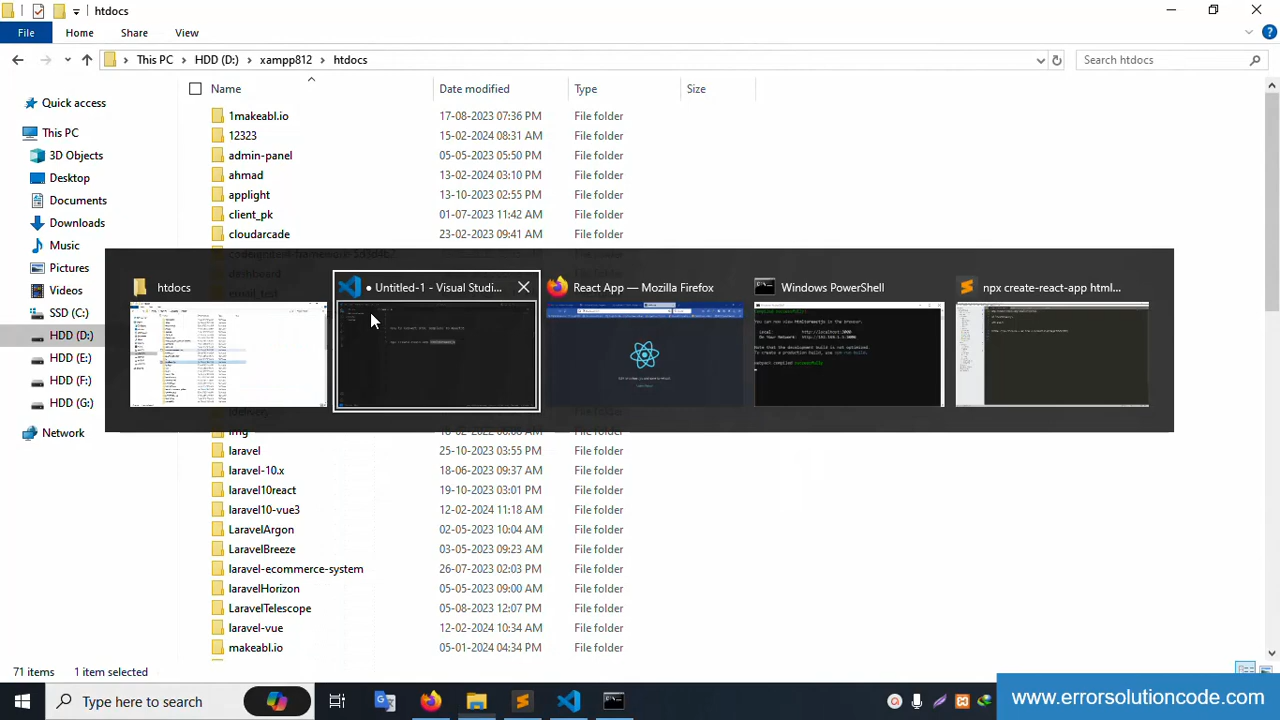 htdocs
File Home Share View
This PC HDD (D:) xampp812 htdocs
Search htdocs
Name Date modified Type Size
Quick access
This PC
3D Objects
Desktop
Documents
Downloads
Music
Pictures
Videos
HDD (E:)
HDD (F:)
HDD (G:)
Network
1makeabl.io 17-08-2023 07:36 PM File folder
12323 15-02-2024 08:31 AM File folder
admin-panel 05-05-2023 05:50 PM File folder
ahmad 13-02-2024 03:10 PM File folder
applight 13-10-2023 02:55 PM File folder
client_pk 01-07-2023 11:42 AM File folder
cloudarcade 23-02-2023 09:41 AM File folder
htdocs
● Untitled-1 - Visual Studi...
React App — Mozilla Firefox
Windows PowerShell
npx create-react-app html...
laravel 25-10-2023 03:55 PM File folder
laravel-10.x 18-06-2023 09:37 AM File folder
laravel10react 19-10-2023 03:01 PM File folder
laravel10-vue3 12-02-2024 11:18 AM File folder
LaravelArgon 02-05-2023 10:04 AM File folder
LaravelBreeze 03-05-2023 09:23 AM File folder
laravel-ecommerce-system 26-07-2023 02:03 PM File folder
laravelHorizon 05-05-2023 09:00 AM File folder
LaravelTelescope 05-08-2023 12:07 PM File folder
laravel-vue 12-02-2024 10:34 AM File folder
makeabl.io 05-01-2024 04:34 PM File folder
71 items 1 item selected
Type here to search
www.errorsolutioncode.com